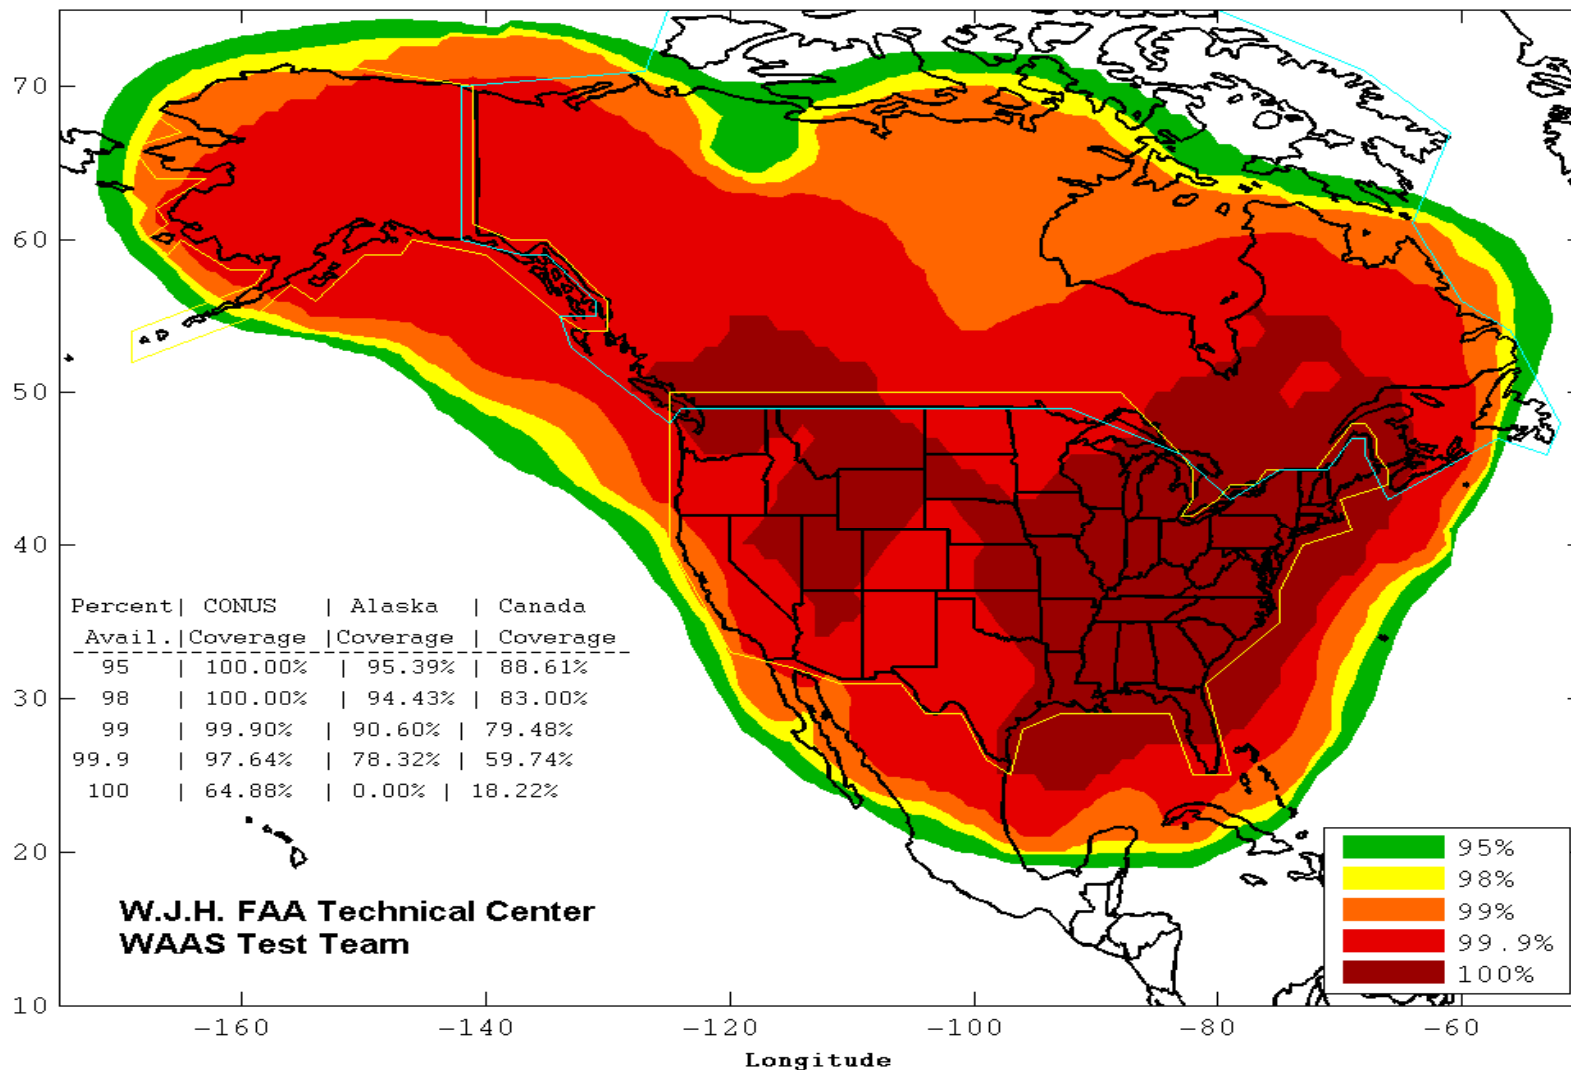 70
60
50
40
30
20
10
Percent| CONUS | Alaska | Canada
Avail.|Coverage |Coverage | Coverage
95 | 100.00% | 95.39% | 88.61%
98 | 100.00% | 94.43% | 83.00%
99 | 99.90% | 90.60% | 79.48%
99.9 | 97.64% | 78.32% | 59.74%
100 | 64.88% | 0.00% | 18.22%
W.J.H. FAA Technical Center
WAAS Test Team
95%
98%
99%
99.9%
100%
-160 -140 -120 -100 -80 -60
Longitude